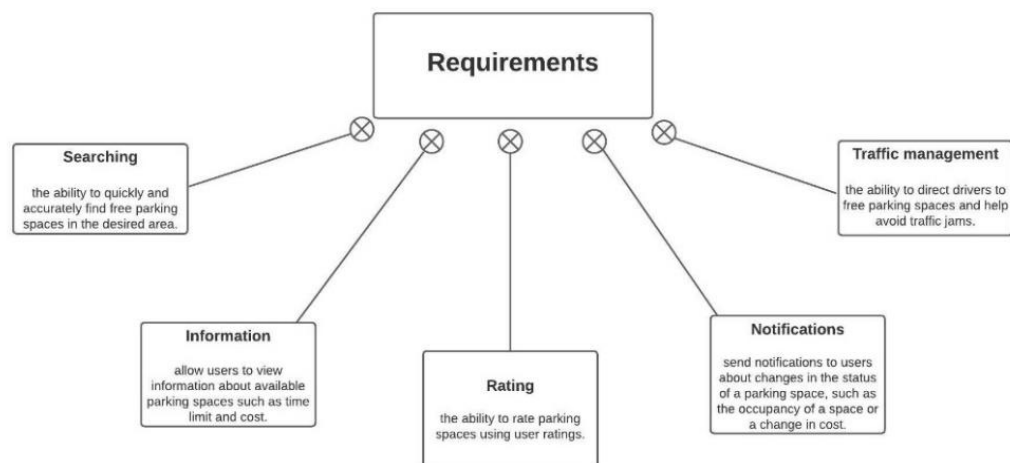 Requirements
Searching
the ability to quickly and
accurately find free parking
spaces in the desired area.
Traffic management
the ability to direct drivers to
free parking spaces and help
avoid traffic jams.
Information
allow users to view
information about available
parking spaces such as time
limit and cost.
Rating
the ability to rate parking
spaces using user ratings.
Notifications
send notifications to users
about changes in the status
of a parking space, such as
the occupancy of a space or
a change in cost.